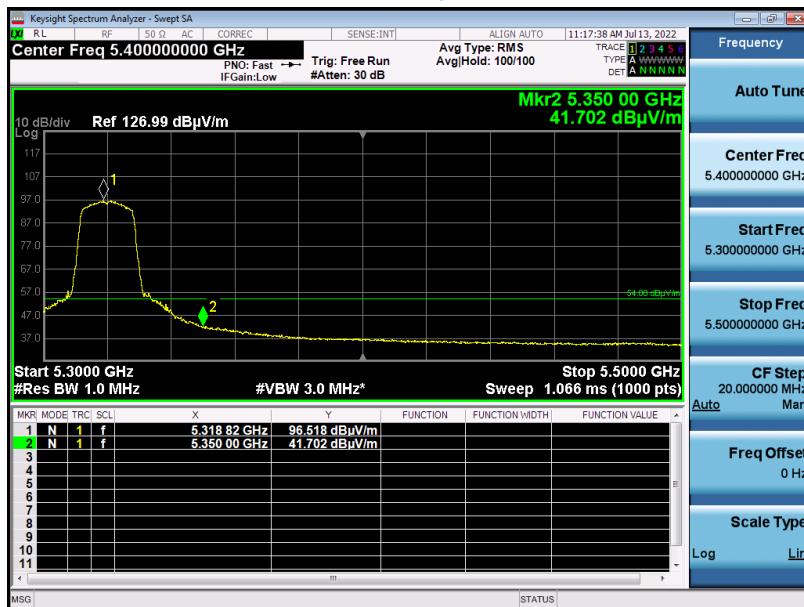 Keysight Spectrum Analyzer - Swept SA
LXI RL RF 50 Ω AC CORREC SENSE:INT ALIGN AUTO 11:17:38 AM Jul 13, 2022
Center Freq 5.400000000 GHz
PNO: Fast
IFGain:Low
Trig: Free Run
#Atten: 30 dB
Avg Type: RMS
Avg|Hold: 100/100
TRACE 1 2 3 4 5 6
TYPE A WWWWW
DET A N N N N N
Mkr2 5.350 00 GHz
41.702 dBµV/m
10 dB/div Ref 126.99 dBµV/m
Log
117
107
97.0
87.0
77.0
67.0
57.0
47.0
37.0
1
2
54.00 dBµV/m
Start 5.3000 GHz Stop 5.5000 GHz
#Res BW 1.0 MHz #VBW 3.0 MHz* Sweep 1.066 ms (1000 pts)
MKR MODE TRC SCL X Y FUNCTION FUNCTION WIDTH FUNCTION VALUE
1 N 1 f 5.318 82 GHz 96.518 dBµV/m
2 N 1 f 5.350 00 GHz 41.702 dBµV/m
3
4
5
6
7
8
9
10
11
MSG STATUS
Frequency
Auto Tune
Center Freq
5.400000000 GHz
Start Freq
5.300000000 GHz
Stop Freq
5.500000000 GHz
CF Step
20.000000 MHz
Auto Man
Freq Offset
0 Hz
Scale Type
Log Lin